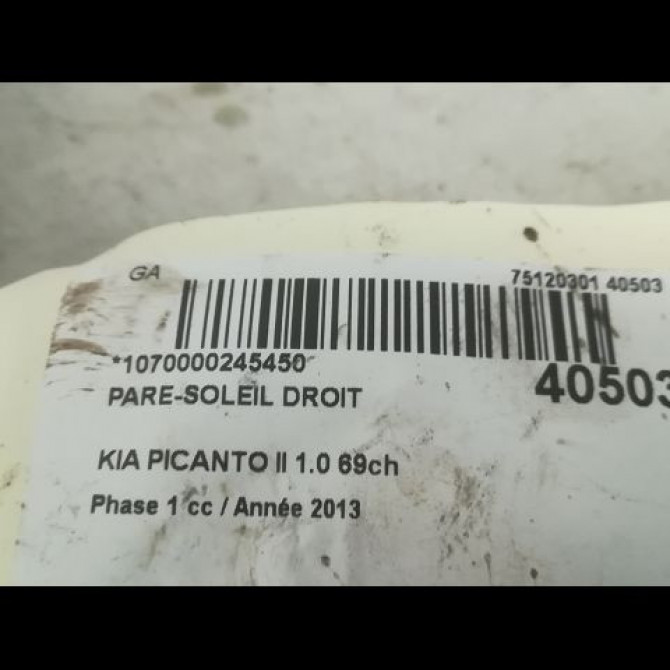 GA
75120301 40503
*1070000245450
40503
PARE-SOLEIL DROIT
KIA PICANTO II 1.0 69ch
Phase 1 cc / Année 2013